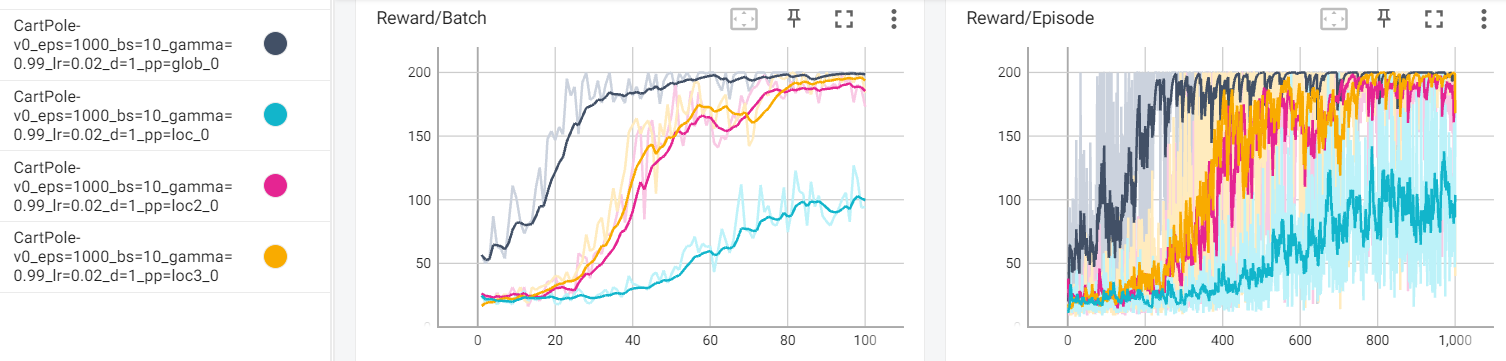 CartPole-
v0_eps=1000_bs=10_gamma=
0.99_lr=0.02_d=1_pp=glob_0
CartPole-
v0_eps=1000_bs=10_gamma=
0.99_lr=0.02_d=1_pp=loc_0
CartPole-
v0_eps=1000_bs=10_gamma=
0.99_lr=0.02_d=1_pp=loc2_0
CartPole-
v0_eps=1000_bs=10_gamma=
0.99_lr=0.02_d=1_pp=loc3_0
Reward/Batch
200
150
100
50
0 20 40 60 80 100
Reward/Episode
200
150
100
50
0 200 400 600 800 1,000